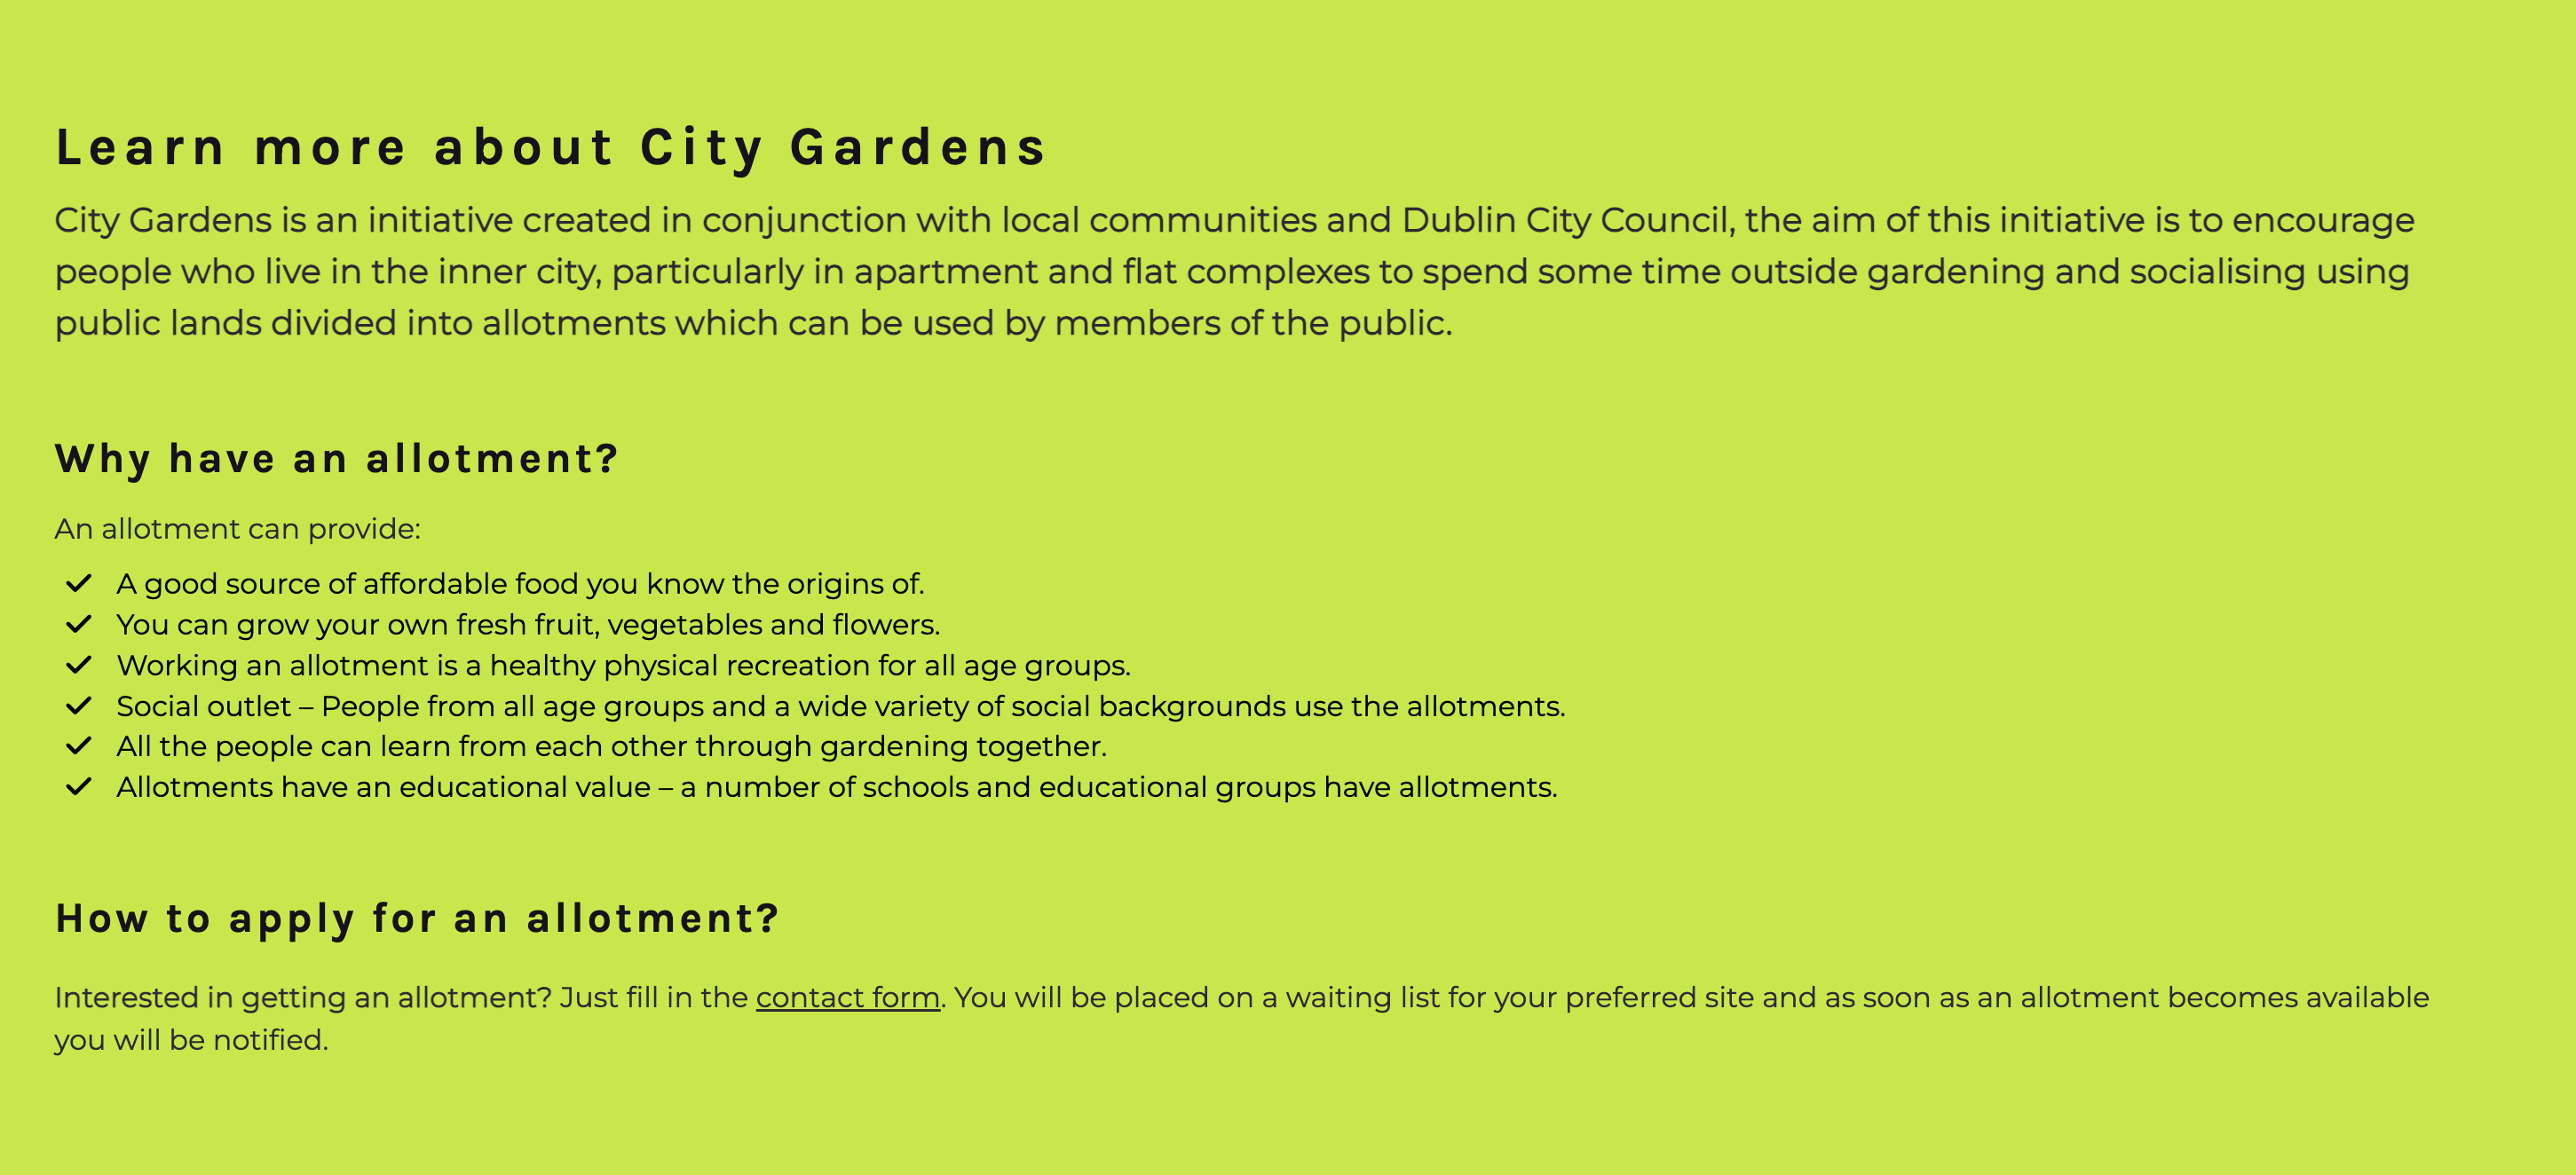 Learn more about City Gardens
City Gardens is an initiative created in conjunction with local communities and Dublin City Council, the aim of this initiative is to encourage
people who live in the inner city, particularly in apartment and flat complexes to spend some time outside gardening and socialising using
public lands divided into allotments which can be used by members of the public.
Why have an allotment?
An allotment can provide:
A good source of affordable food you know the origins of.
You can grow your own fresh fruit, vegetables and flowers.
Working an allotment is a healthy physical recreation for all age groups.
Social outlet – People from all age groups and a wide variety of social backgrounds use the allotments.
All the people can learn from each other through gardening together.
Allotments have an educational value – a number of schools and educational groups have allotments.
How to apply for an allotment?
Interested in getting an allotment? Just fill in the contact form. You will be placed on a waiting list for your preferred site and as soon as an allotment becomes available
you will be notified.